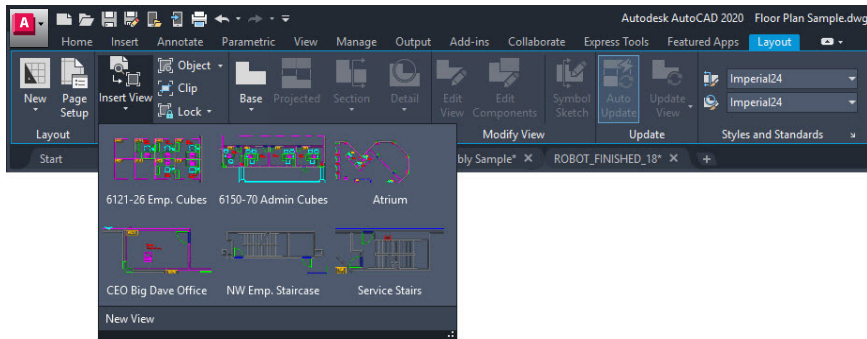 Autodesk AutoCAD 2020 Floor Plan Sample.dwg
Home Insert Annotate Parametric View Manage Output Add-ins Collaborate Express Tools Featured Apps Layout
New
Page
Setup
Insert View
Object
Clip
Lock
Base
Projected
Section
Detail
Edit
View
Edit
Components
Symbol
Sketch
Auto
Update
Update
View
Imperial24
Imperial24
Layout
Modify View
Update
Styles and Standards
Start
bly Sample*
ROBOT_FINISHED_18*
6121-26 Emp. Cubes 6150-70 Admin Cubes Atrium
CEO Big Dave Office NW Emp. Staircase Service Stairs
New View